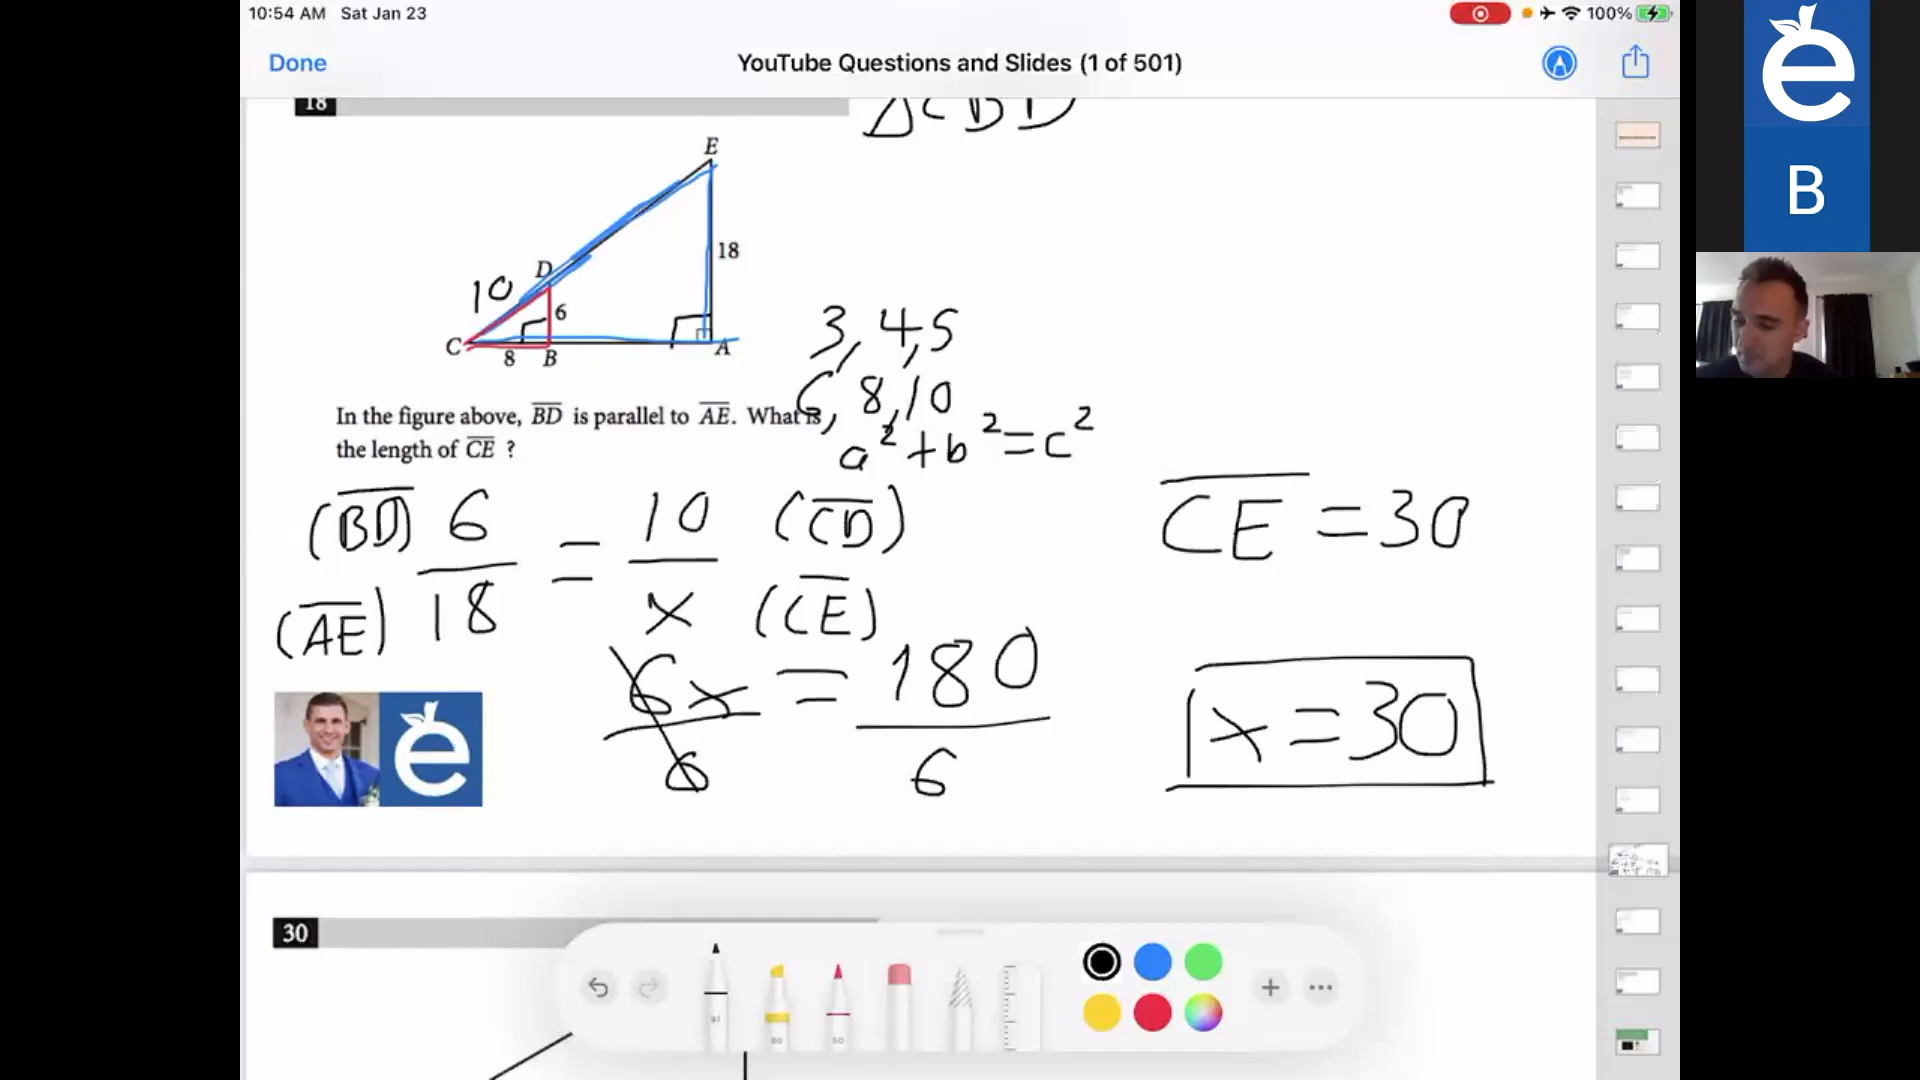 10:54 AM Sat Jan 23
100%
Done
YouTube Questions and Slides (1 of 501)
B
18
△CBD
E
18
D
10
6
C
8
B
A
3, 4, 5
6, 8, 10
a² + b² = c²
In the figure above, BD is parallel to AE. What is
the length of CE ?
(BD) 6/18 (AE) = 10/x (CD) (CE)
6x/6 = 180/6
CE = 30
x = 30
e
30